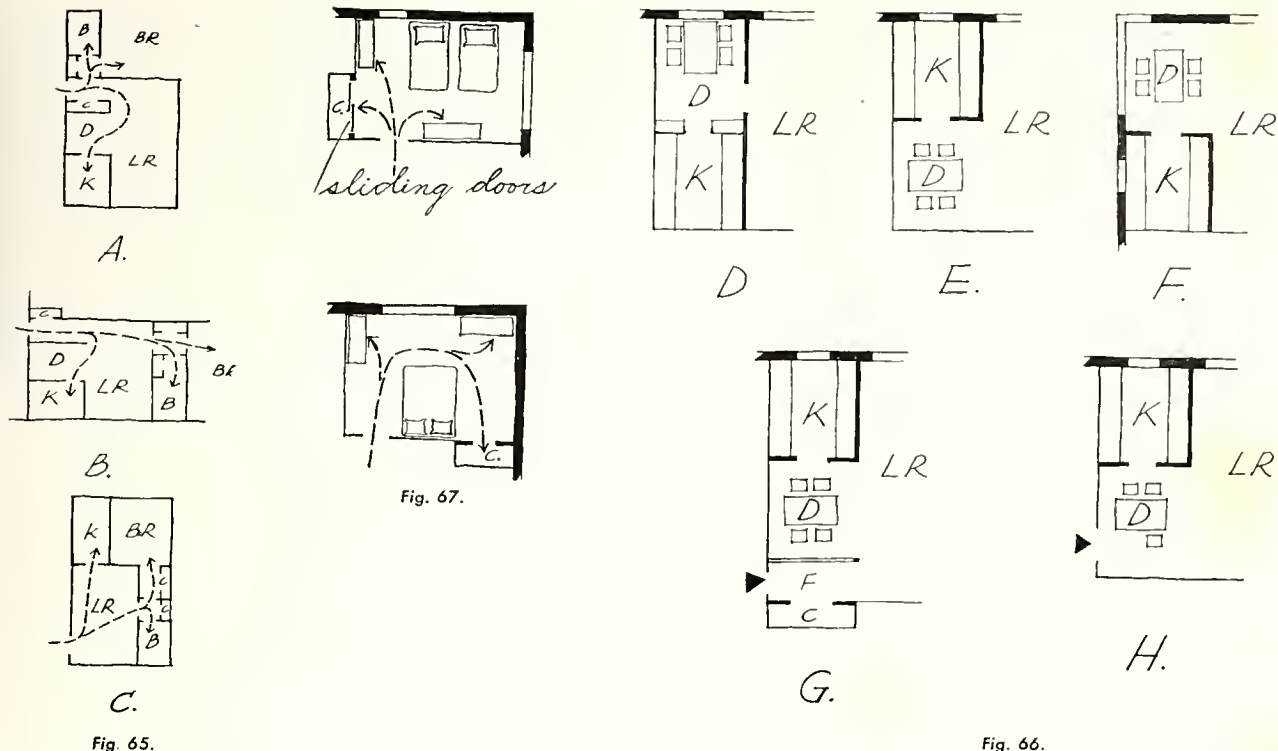 B
BR
C
D
LR
K
A.
C
D
BR
K
LR
B
B.
K
BR
C
LR
C
B
C.
Fig. 65.
C.
sliding doors
C.
Fig. 67.
D
LR
K
D
K
LR
D
E.
D
LR
K
F.
K
LR
D
F
C
G.
K
LR
D
H.
Fig. 66.